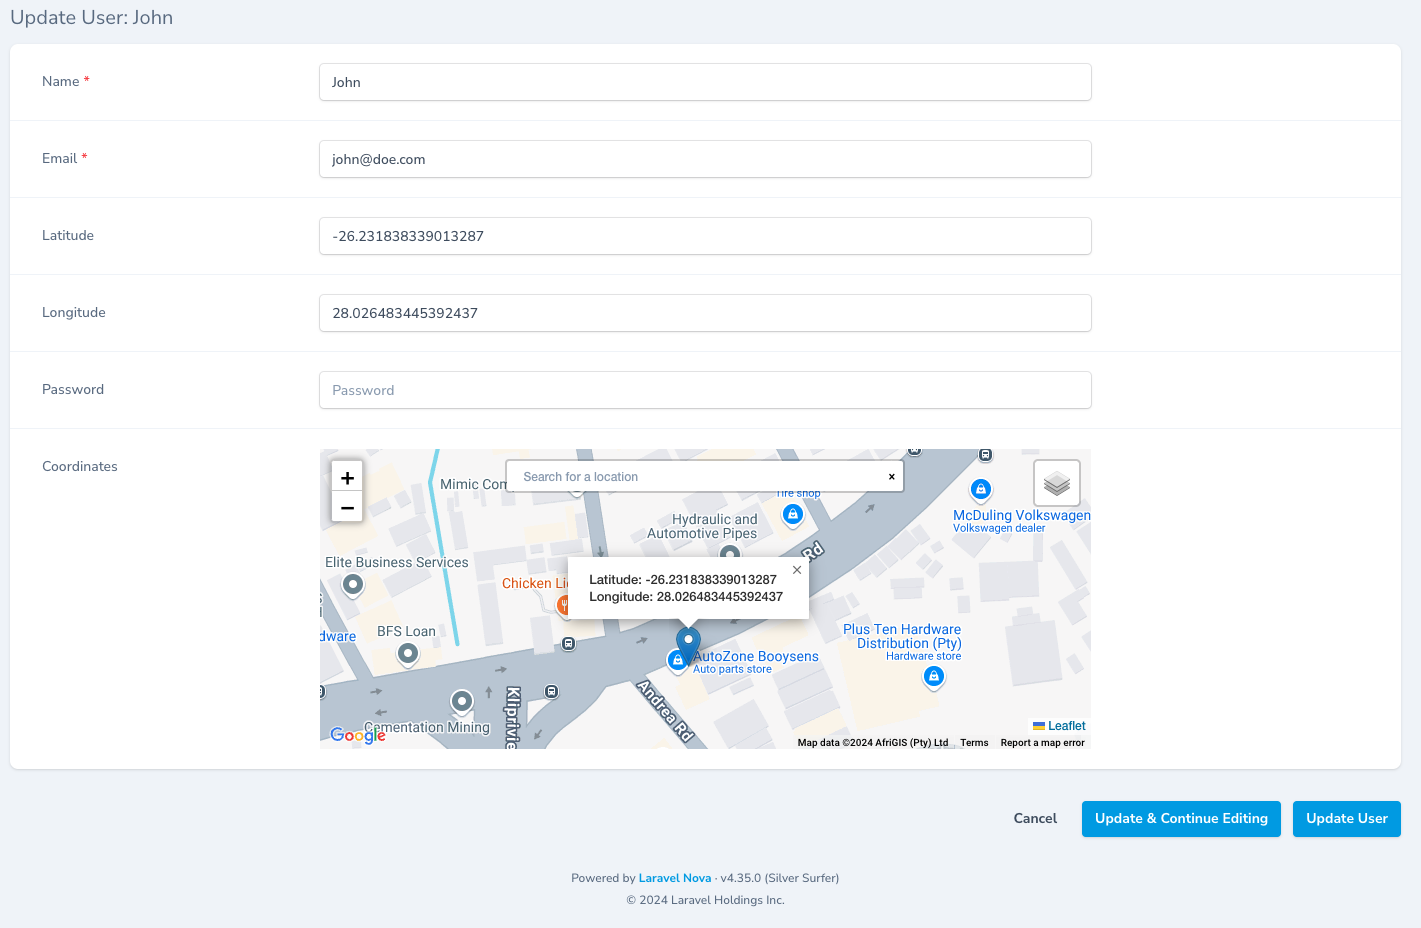 Update User: John
Name *
John
Email *
john@doe.com
Latitude
-26.231838339013287
Longitude
28.026483445392437
Password
Password
Coordinates
+
−
Search for a location
×
Mimic Com
Tire shop
McDuling Volkswagen
Volkswagen dealer
Hydraulic and
Automotive Pipes
Rd
Elite Business Services
Chicken Li
×
Latitude: -26.231838339013287
Longitude: 28.026483445392437
dware
BFS Loan
Plus Ten Hardware
Distribution (Pty)
Hardware store
AutoZone Booysens
Auto parts store
Andrea Rd
Kliprivie
Cementation Mining
Google
Leaflet
Map data ©2024 AfriGIS (Pty) Ltd Terms Report a map error
Cancel
Update & Continue Editing
Update User
Powered by Laravel Nova · v4.35.0 (Silver Surfer)
© 2024 Laravel Holdings Inc.